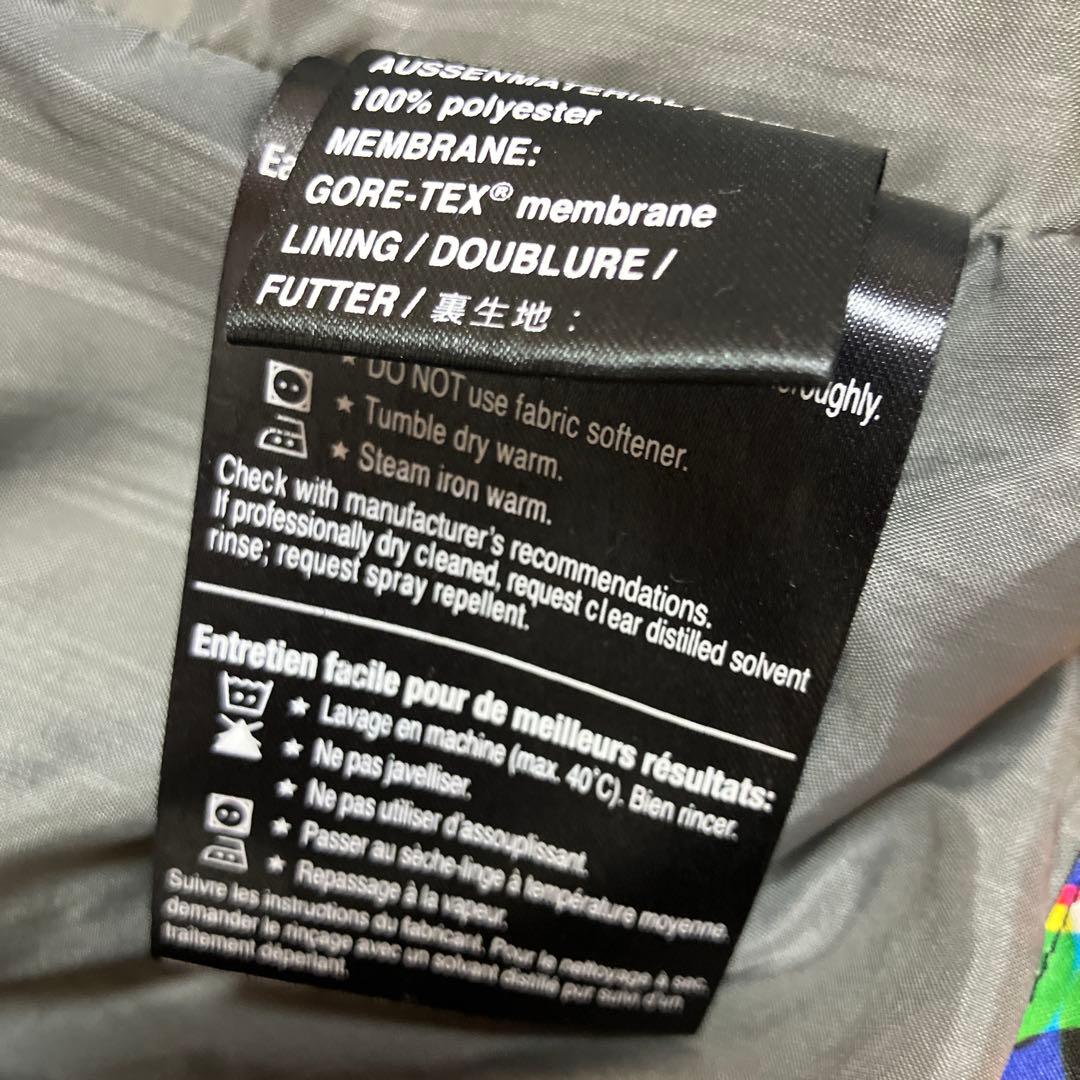 AUSSENMATERIAL /
100% polyester
MEMBRANE:
GORE-TEX® membrane
LINING / DOUBLURE /
FUTTER / 裏生地 :
Ea
oroughly.
★ DO NOT use fabric softener.
★ Tumble dry warm.
★ Steam iron warm.
Check with manufacturer's recommendations.
If professionally dry cleaned, request clear distilled solvent
rinse; request spray repellent.
Entretien facile pour de meilleurs résultats:
★ Lavage en machine (max. 40°C). Bien rincer.
★ Ne pas javelliser.
★ Ne pas utiliser d'assouplissant.
★ Passer au sèche-linge à température moyenne.
★ Repassage à la vapeur.
Suivre les instructions du fabricant. Pour le nettoyage à sec.
demander le rinçage avec un solvant distillé pur suivi d'un
traitement déperlant.